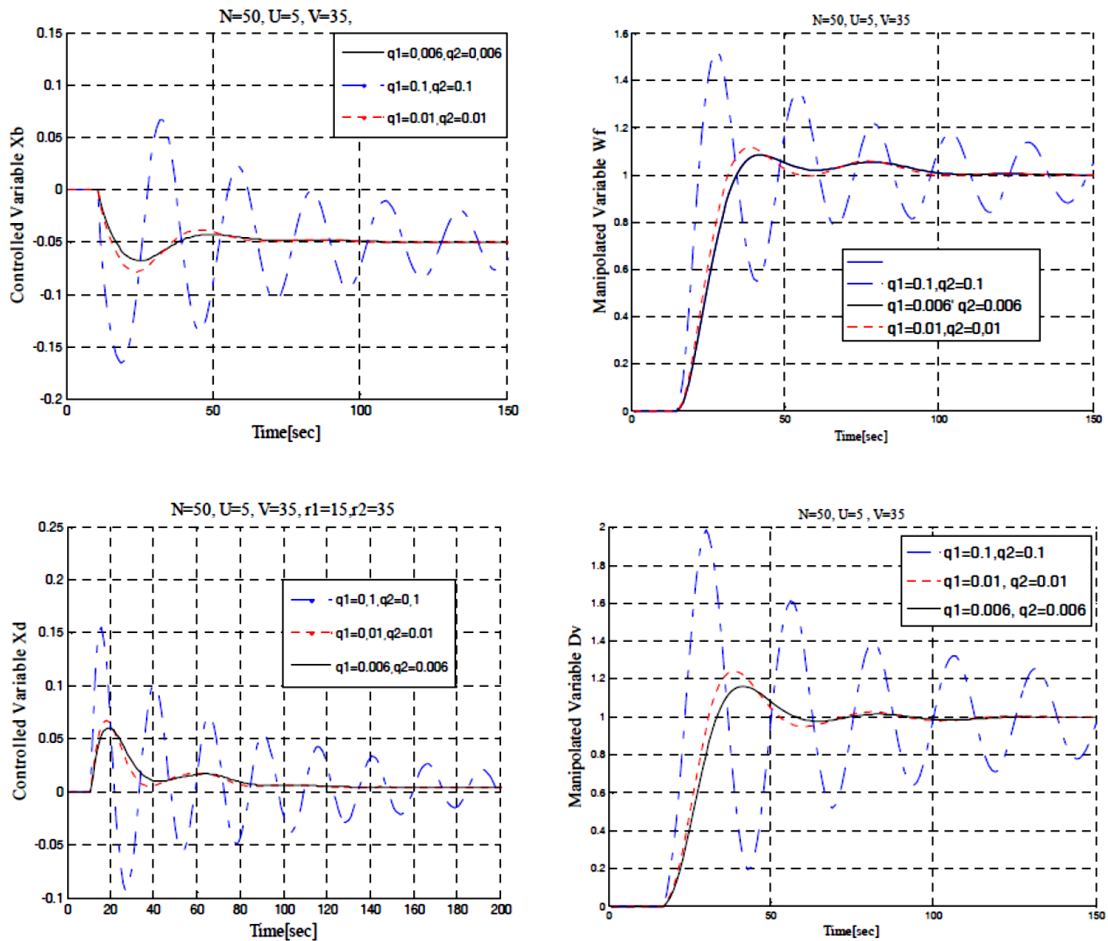 N=50, U=5, V=35,
0.15
0.1
0.05
0
-0.05
-0.1
-0.15
-0.2
0 50 100 150
Controlled Variable Xb
Time[sec]
q1=0,006,q2=0,006
q1=0.1,q2=0.1
q1=0.01,q2=0.01
N=50, U=5, V=35
1.6
1.4
1.2
1
0.8
0.6
0.4
0.2
0
0 50 100 150
Manipolated Variable Wf
Time[sec]
q1=0.1,q2=0.1
q1=0.006' q2=0.006
q1=0.01,q2=0,01
N=50, U=5, V=35, r1=15,r2=35
0.25
0.2
0.15
0.1
0.05
0
-0.05
-0.1
0 20 40 60 80 100 120 140 160 180 200
Controlled Variable Xd
Time[sec]
q1=0,1,q2=0,1
q1=0,01,q2=0.01
q1=0.006,q2=0.006
N=50, U=5 , V=35
2
1.8
1.6
1.4
1.2
1
0.8
0.6
0.4
0.2
0
0 50 100 150
Manipolated Variable Dv
Time[sec]
q1=0.1,q2=0.1
q1=0.01, q2=0.01
q1=0.006, q2=0.006